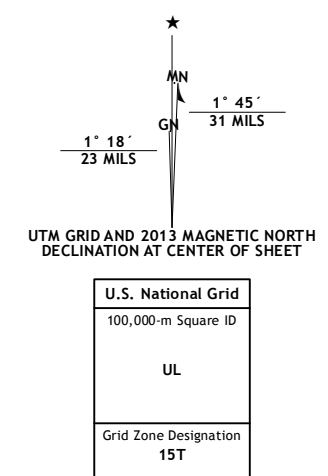 ★
MN
1° 45´
31 MILS
GN
1° 18´
23 MILS
UTM GRID AND 2013 MAGNETIC NORTH
DECLINATION AT CENTER OF SHEET
U.S. National Grid
100,000-m Square ID
UL
Grid Zone Designation
15T